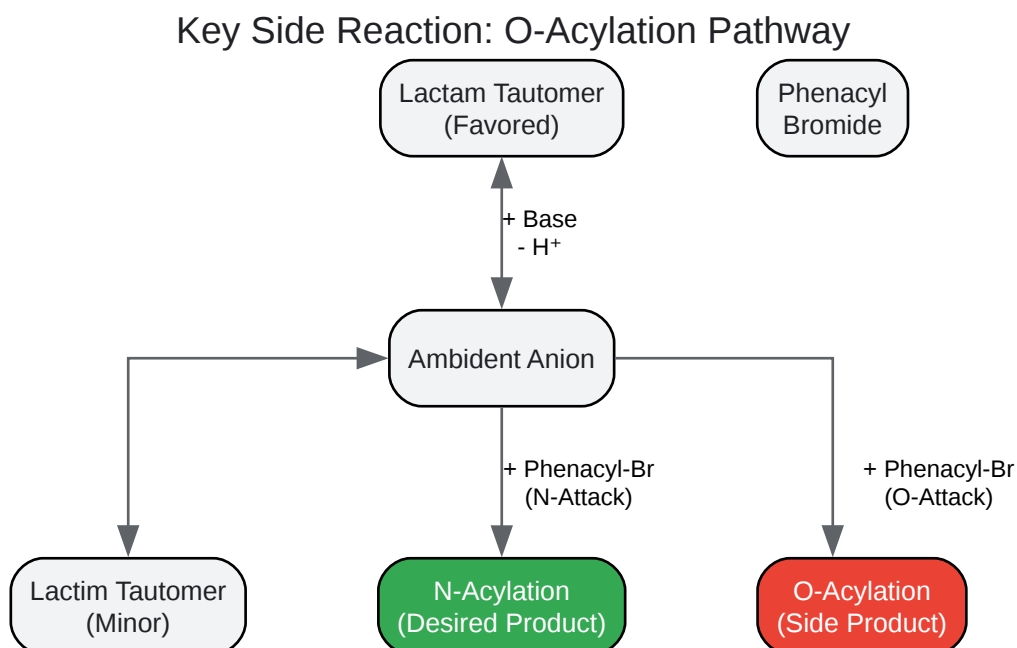 Key Side Reaction: O-Acylation Pathway
Lactam Tautomer
(Favored)
Phenacyl
Bromide
+ Base
- H⁺
Ambident Anion
+ Phenacyl-Br
(N-Attack)
+ Phenacyl-Br
(O-Attack)
Lactim Tautomer
(Minor)
N-Acylation
(Desired Product)
O-Acylation
(Side Product)